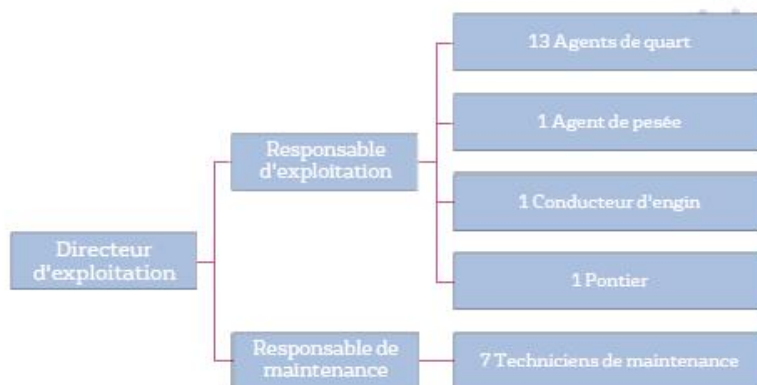 Directeur
d'exploitation
Responsable
d'exploitation
13 Agents de quart
1 Agent de pesée
1 Conducteur d'engin
1 Pontier
Responsable de
maintenance
7 Techniciens de maintenance